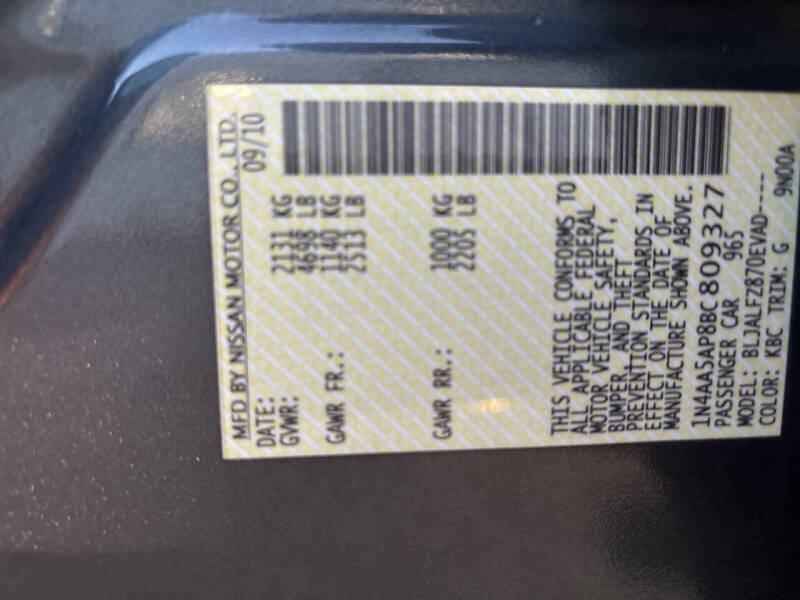 MFD BY NISSAN MOTOR CO., LTD.
DATE: 09/10
GVWR: 2131 KG
4698 LB
GAWR FR.: 1140 KG
2513 LB
GAWR RR.: 1000 KG
2205 LB
THIS VEHICLE CONFORMS TO
ALL APPLICABLE FEDERAL
MOTOR VEHICLE SAFETY,
BUMPER, AND THEFT
PREVENTION STANDARDS IN
EFFECT ON THE DATE OF
MANUFACTURE SHOWN ABOVE.
1N4AA5AP8BC809327
PASSENGER CAR 965
MODEL: BLJALF2870EVAD----
COLOR: KBC TRIM: G 9N00A